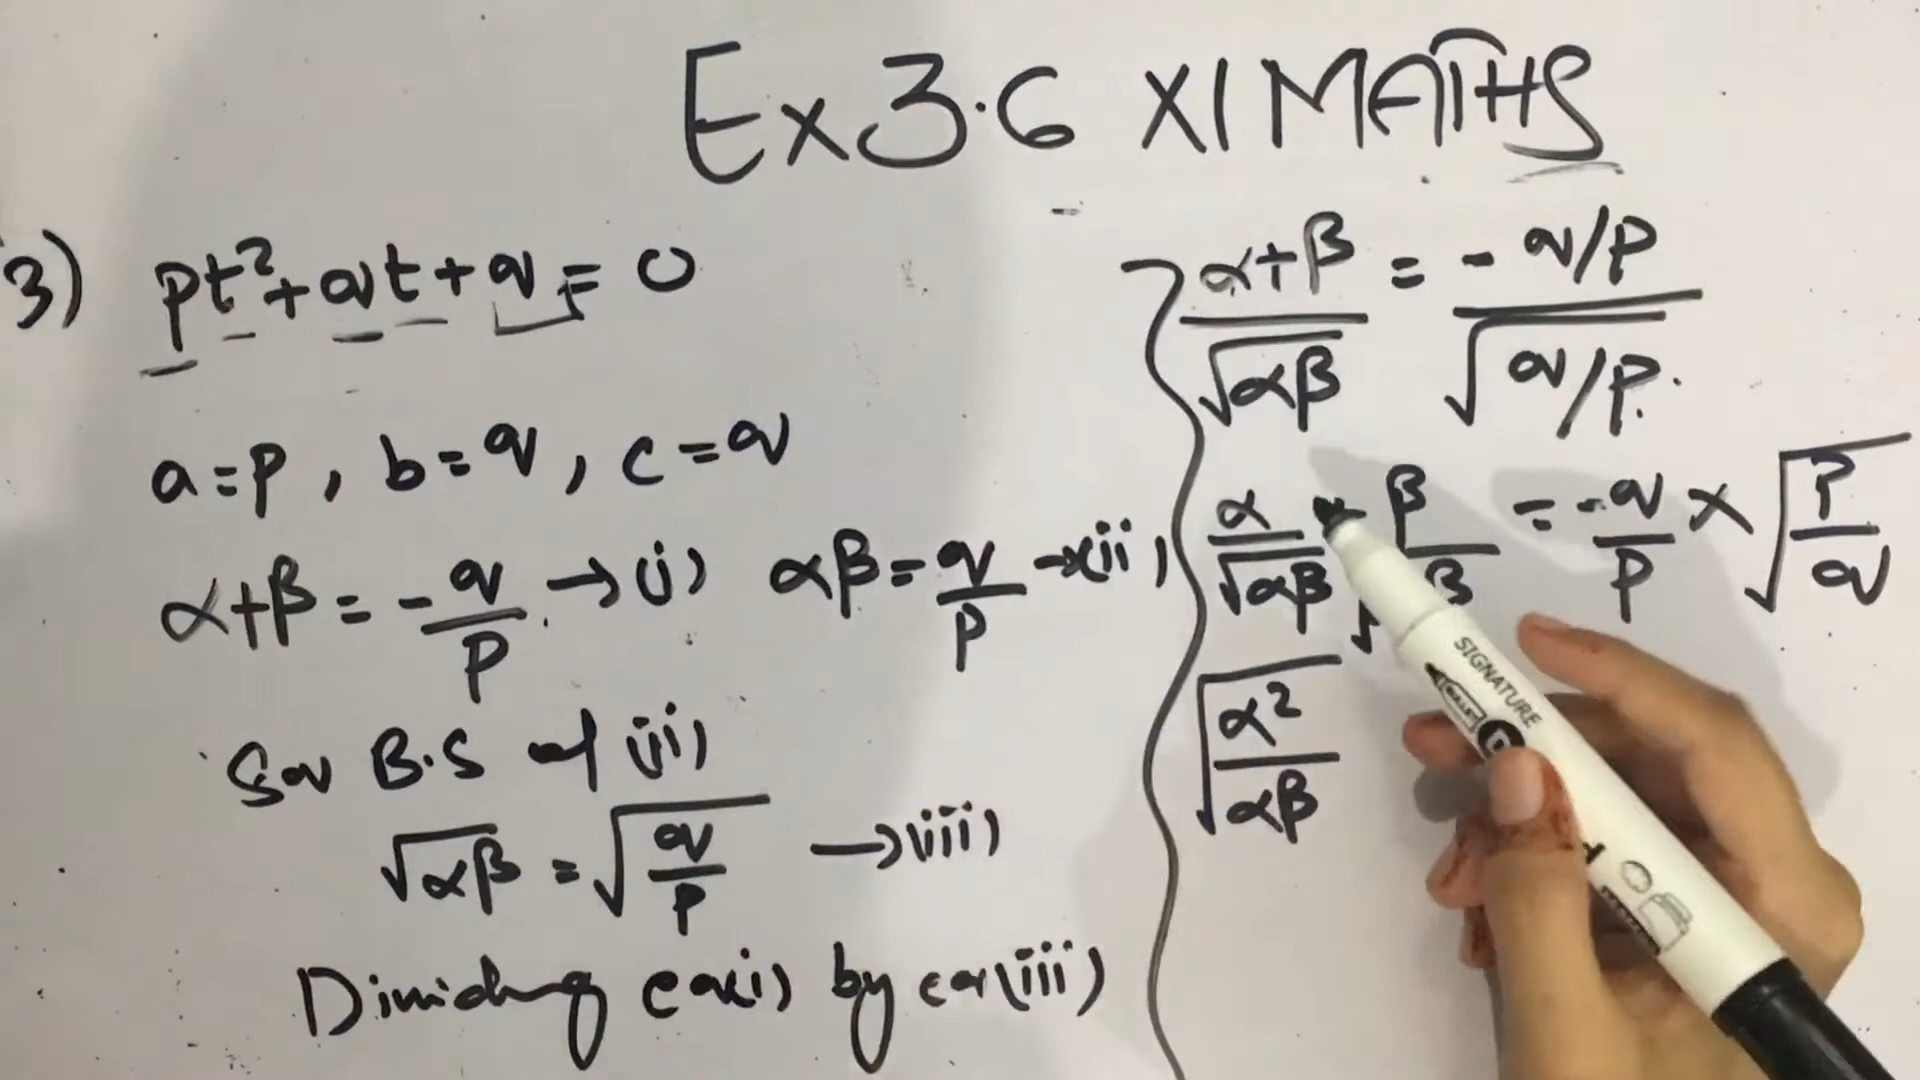 Ex 3.6 XI MATHS
3) pt²+qt+q=0
a=p, b=q, c=q
α+β = -q/p →(i) αβ=q/p →(ii)
Sq B.S of (ii)
√αβ = √q/p →(iii)
Dividing eq(i) by eq(iii)
α+β/√αβ = -q/p/√q/p
α/√αβ + β/ β = -q/p × √p/q
√α²/αβ
SIGNATURE